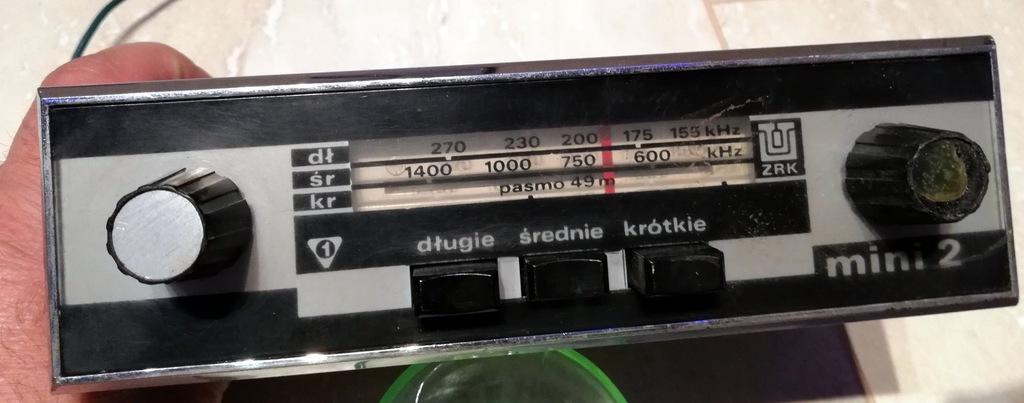 dł 270 230 200 175 155 kHz
śr 1400 1000 750 600 kHz
kr pasmo 49 m
ZRK
1
długie średnie krótkie
mini 2